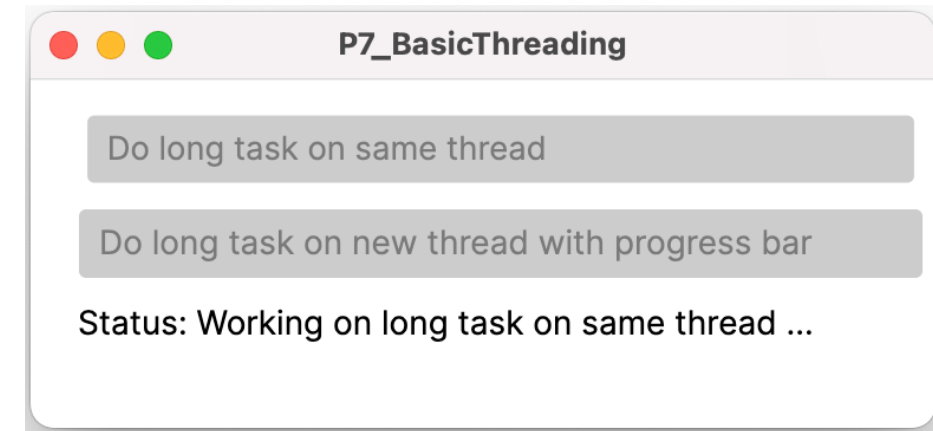 P7_BasicThreading
Do long task on same thread
Do long task on new thread with progress bar
Status: Working on long task on same thread ...